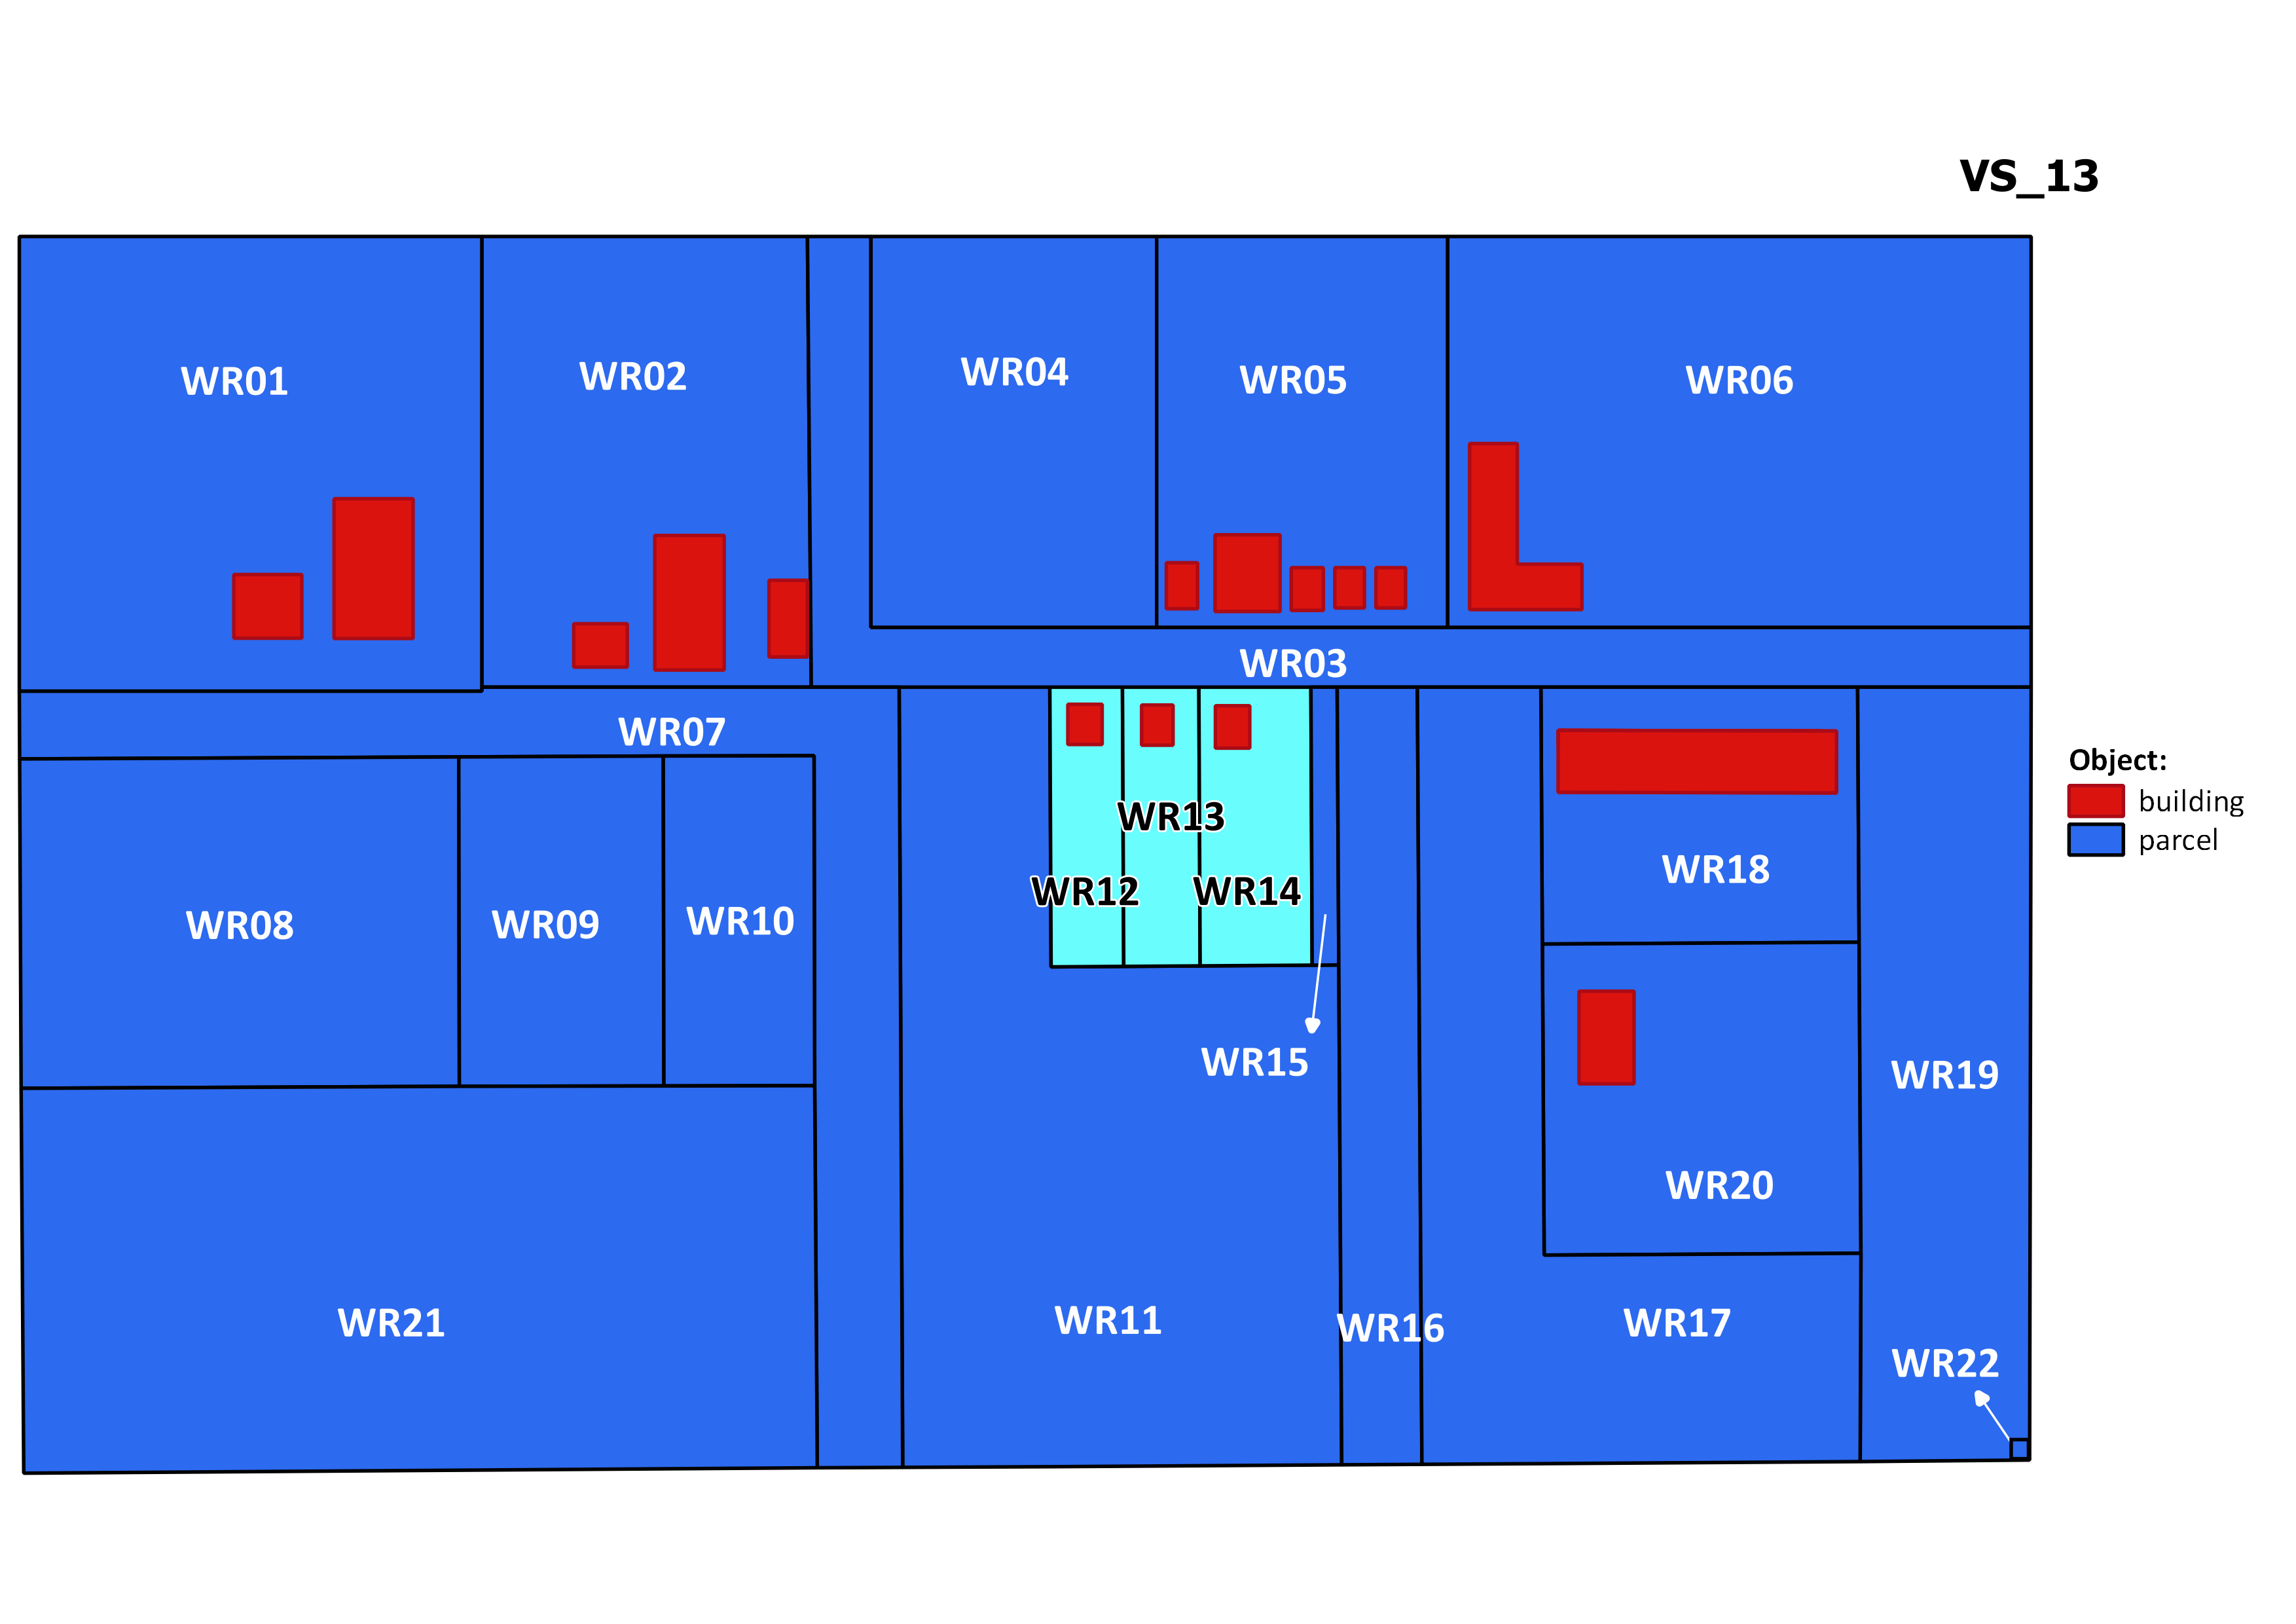 VS_13
WR01
WR02
WR04
WR05
WR06
WR03
WR07
WR13
WR12
WR14
WR18
WR08
WR09
WR10
WR15
WR19
WR20
WR21
WR11
WR16
WR17
WR22
Object:
building
parcel